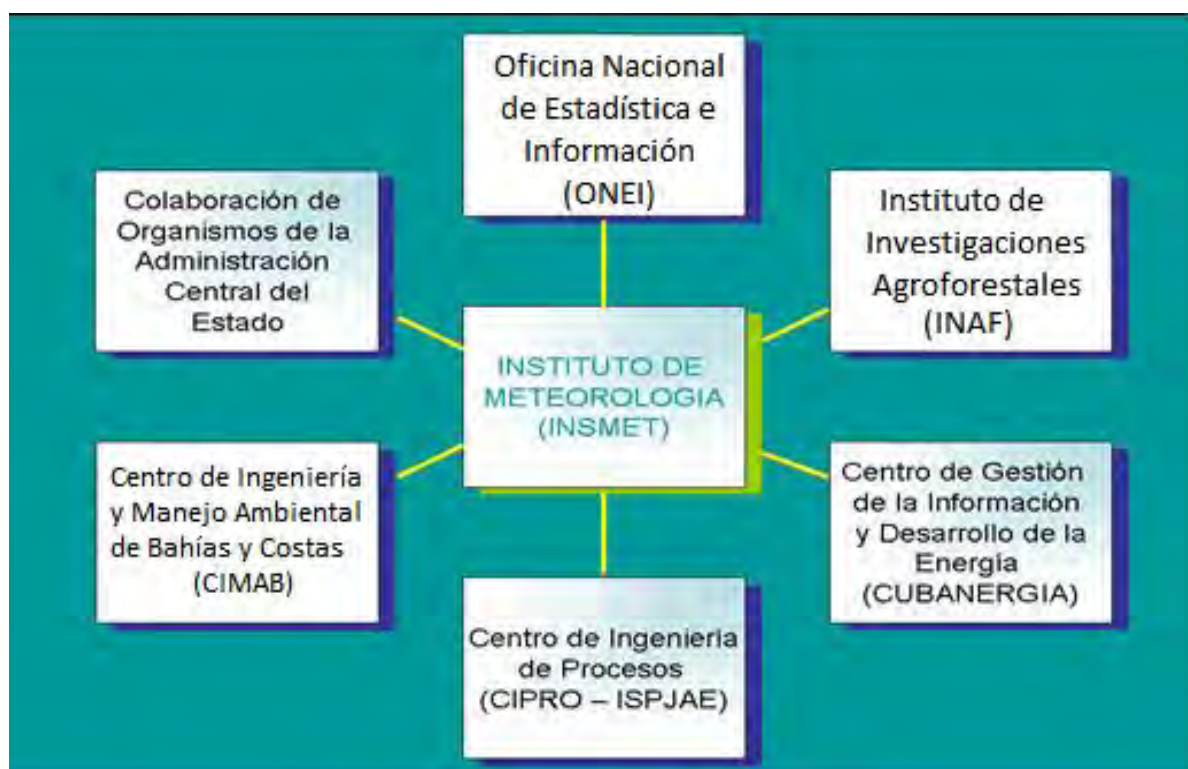 Oficina Nacional
de Estadística e
Información
(ONEI)
Colaboración de
Organismos de la
Administración
Central del
Estado
Instituto de
Investigaciones
Agroforestales
(INAF)
INSTITUTO DE
METEOROLOGIA
(INSMET)
Centro de Ingeniería
y Manejo Ambiental
de Bahías y Costas
(CIMAB)
Centro de Gestión
de la Información
y Desarrollo de la
Energía
(CUBANERGIA)
Centro de Ingeniería
de Procesos
(CIPRO – ISPJAE)